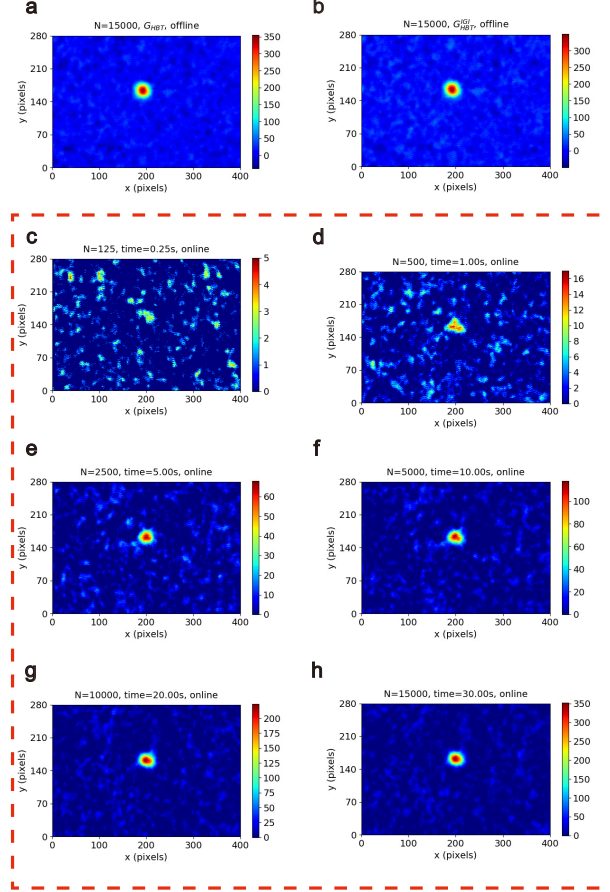 a
N=15000, G_HBT, offline
y (pixels)
280
210
140
70
0
0 100 200 300 400
x (pixels)
350
300
250
200
150
100
50
0
b
N=15000, G_HBT^IGI, offline
y (pixels)
280
210
140
70
0
0 100 200 300 400
x (pixels)
300
250
200
150
100
50
0
c
N=125, time=0.25s, online
y (pixels)
280
210
140
70
0
0 100 200 300 400
x (pixels)
5
4
3
2
1
0
d
N=500, time=1.00s, online
y (pixels)
280
210
140
70
0
0 100 200 300 400
x (pixels)
16
14
12
10
8
6
4
2
0
e
N=2500, time=5.00s, online
y (pixels)
280
210
140
70
0
0 100 200 300 400
x (pixels)
60
50
40
30
20
10
0
f
N=5000, time=10.00s, online
y (pixels)
280
210
140
70
0
0 100 200 300 400
x (pixels)
100
80
60
40
20
0
g
N=10000, time=20.00s, online
y (pixels)
280
210
140
70
0
0 100 200 300 400
x (pixels)
200
175
150
125
100
75
50
25
0
h
N=15000, time=30.00s, online
y (pixels)
280
210
140
70
0
0 100 200 300 400
x (pixels)
350
300
250
200
150
100
50
0